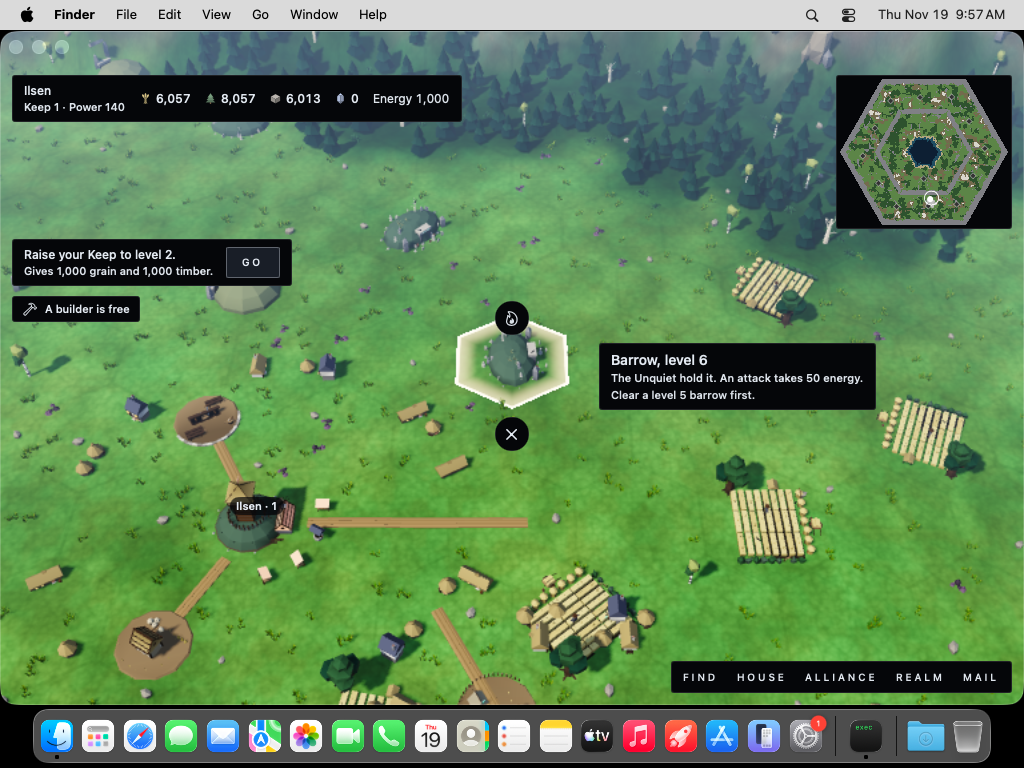 Finder File Edit View Go Window Help Thu Nov 19 9:57 AM
Ilsen
Keep 1 · Power 140
6,057 8,057 6,013 0 Energy 1,000
Raise your Keep to level 2.
Gives 1,000 grain and 1,000 timber.
GO
A builder is free
Barrow, level 6
The Unquiet hold it. An attack takes 50 energy.
Clear a level 5 barrow first.
Ilsen · 1
FIND HOUSE ALLIANCE REALM MAIL
Thu
19
tv
1
exec